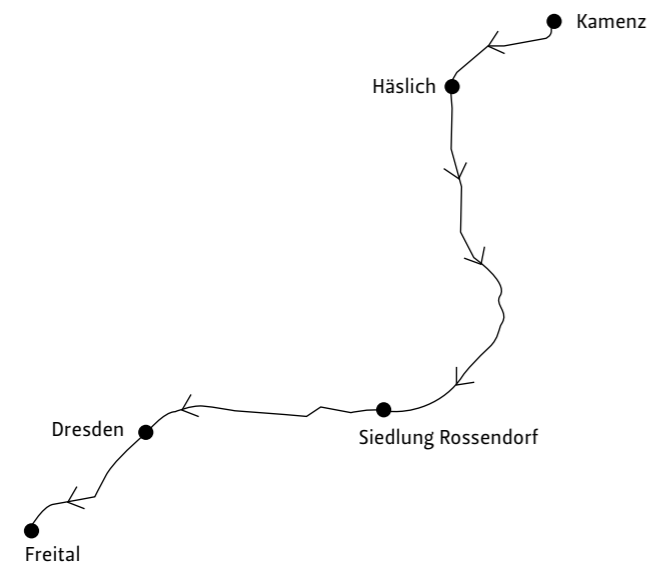 Kamenz
Häslich
Siedlung Rossendorf
Dresden
Freital